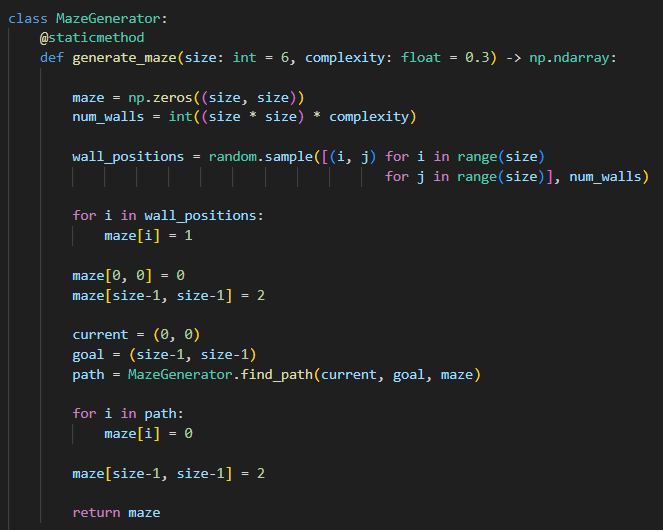 class MazeGenerator:
    @staticmethod
    def generate_maze(size: int = 6, complexity: float = 0.3) -> np.ndarray:

        maze = np.zeros((size, size))
        num_walls = int((size * size) * complexity)

        wall_positions = random.sample([(i, j) for i in range(size)
                                               for j in range(size)], num_walls)

        for i in wall_positions:
            maze[i] = 1

        maze[0, 0] = 0
        maze[size-1, size-1] = 2

        current = (0, 0)
        goal = (size-1, size-1)
        path = MazeGenerator.find_path(current, goal, maze)

        for i in path:
            maze[i] = 0

        maze[size-1, size-1] = 2

        return maze